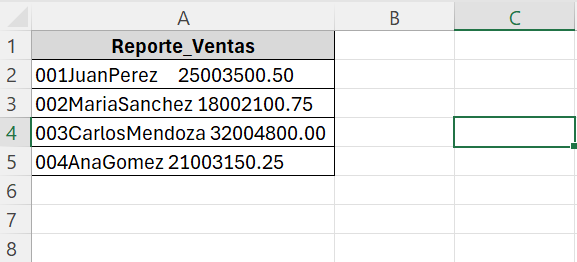 A B C
1 Reporte_Ventas
2 001JuanPerez    25003500.50
3 002MariaSanchez 18002100.75
4 003CarlosMendoza 32004800.00
5 004AnaGomez 21003150.25
6
7
8